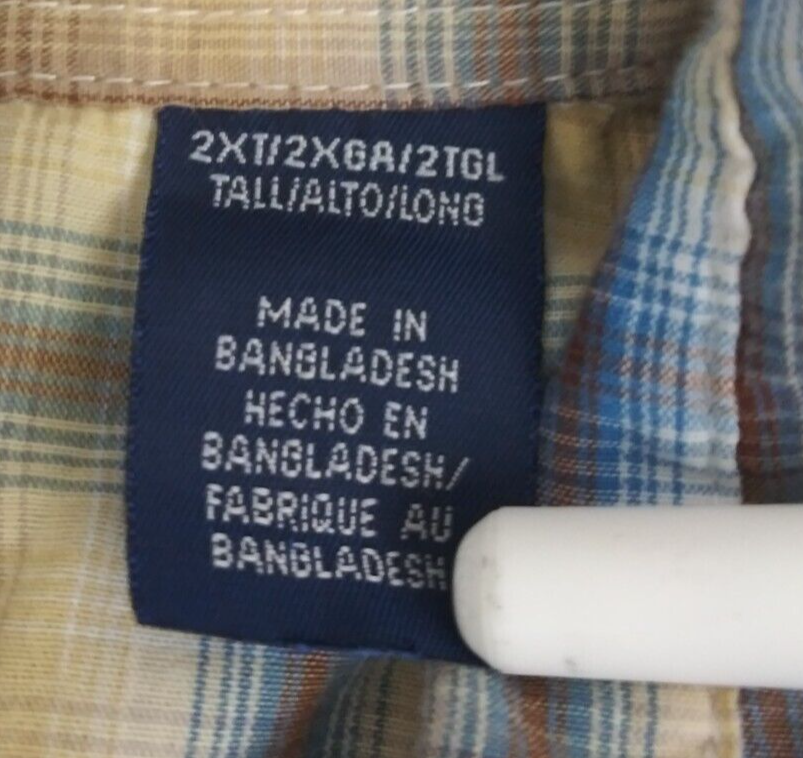 2XT/2XGA/2TGL
TALL/ALTO/LONG
MADE IN
BANGLADESH
HECHO EN
BANGLADESH/
FABRIQUE AU
BANGLADESH